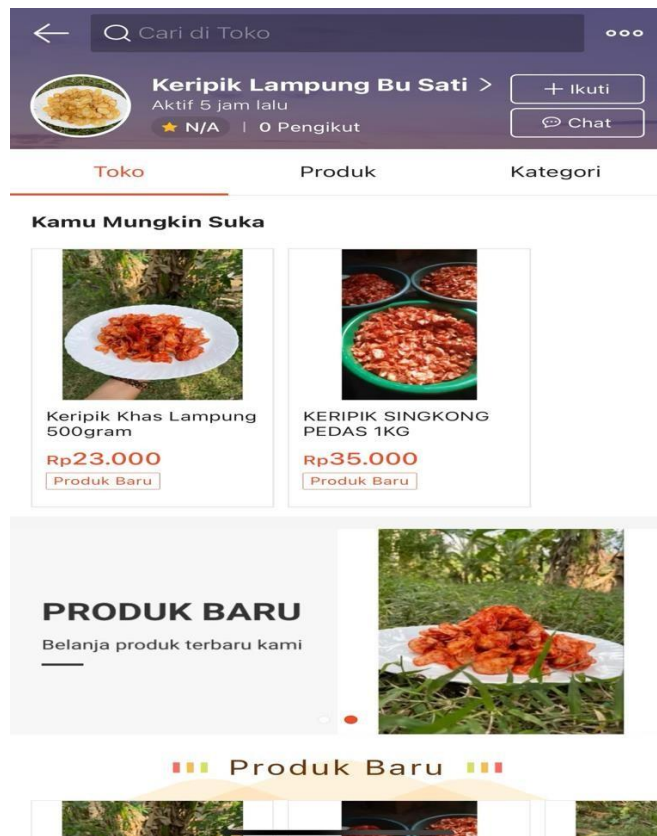 Cari di Toko
Keripik Lampung Bu Sati >
+ Ikuti
Aktif 5 jam lalu
N/A | 0 Pengikut
Chat
Toko Produk Kategori
Kamu Mungkin Suka
Keripik Khas Lampung
500gram
Rp23.000
Produk Baru
KERIPIK SINGKONG
PEDAS 1KG
Rp35.000
Produk Baru
PRODUK BARU
Belanja produk terbaru kami
Produk Baru